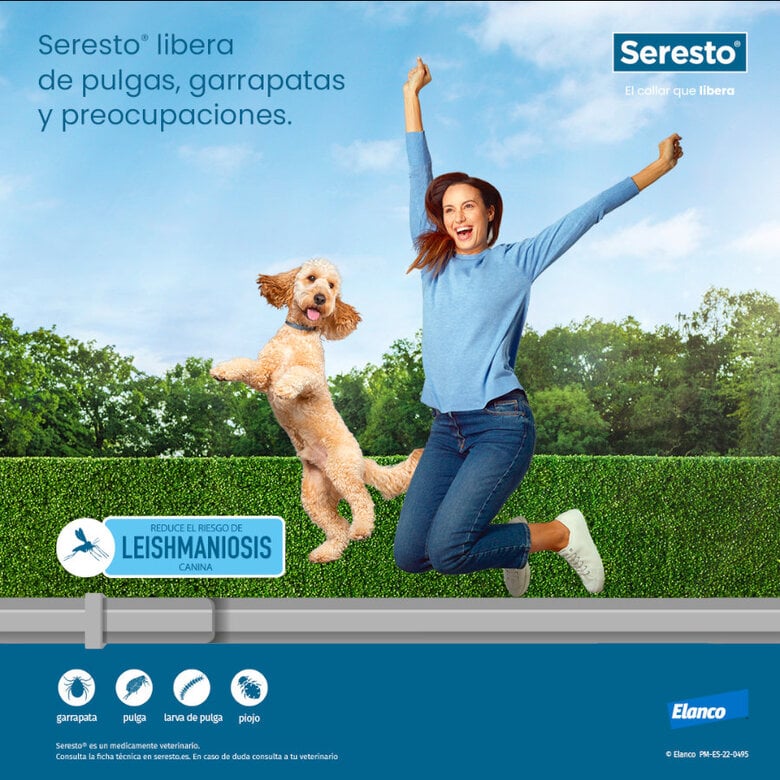 Seresto® libera
de pulgas, garrapatas
y preocupaciones.
Seresto®
El collar que libera
REDUCE EL RIESGO DE
LEISHMANIOSIS
CANINA
garrapata pulga larva de pulga piojo
Elanco
Seresto® es un medicamente veterinario.
Consulta la ficha técnica en seresto.es. En caso de duda consulta a tu veterinario
© Elanco PM-ES-22-0495